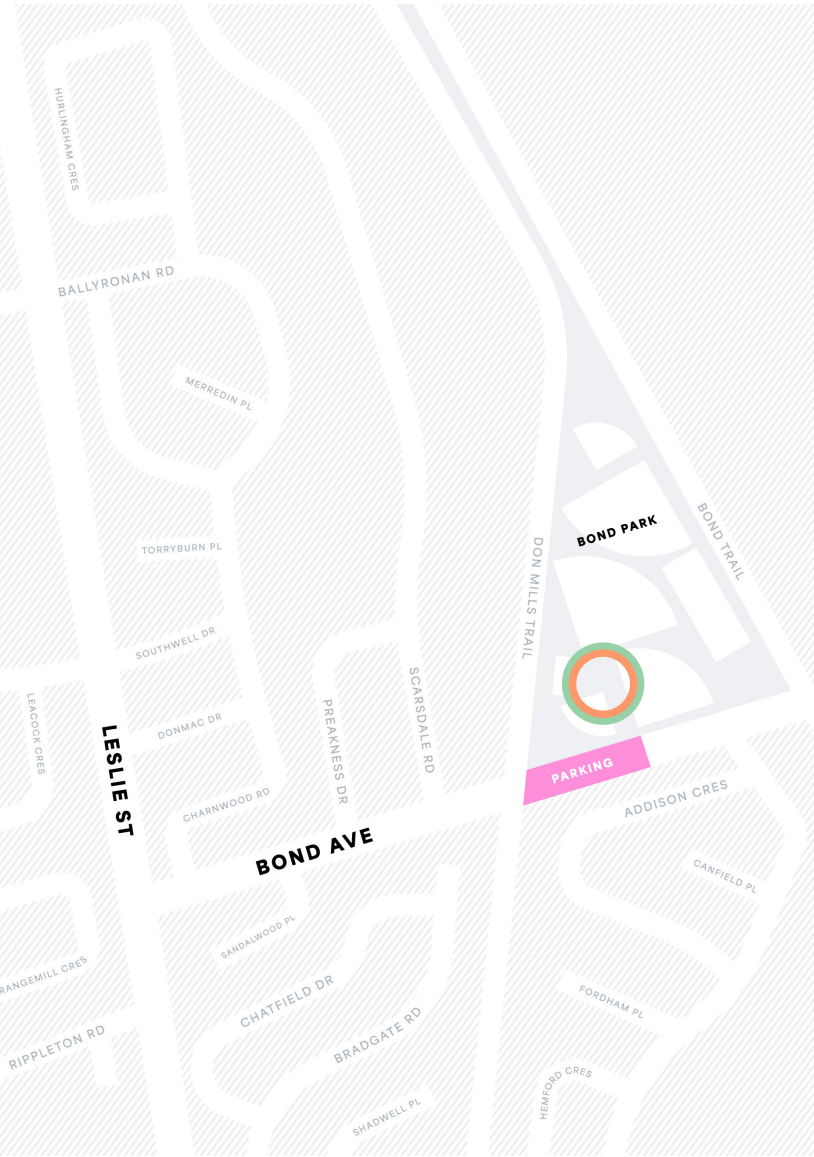 HURLINGHAM CRES
BALLYRONAN RD
MERREDIN PL
BOND PARK
BOND TRAIL
TORRYBURN PL
DON MILLS TRAIL
SOUTHWELL DR
LEACOCK CRES
DONMAC DR
PREAKNESS DR
SCARSDALE RD
LESLIE ST
PARKING
CHARNWOOD RD
ADDISON CRES
BOND AVE
CANFIELD PL
SANDALWOOD PL
RANGEMILL CRES
CHATFIELD DR
FORDHAM PL
RIPPLETON RD
BRADGATE RD
HEMFORD CRES
SHADWELL PL